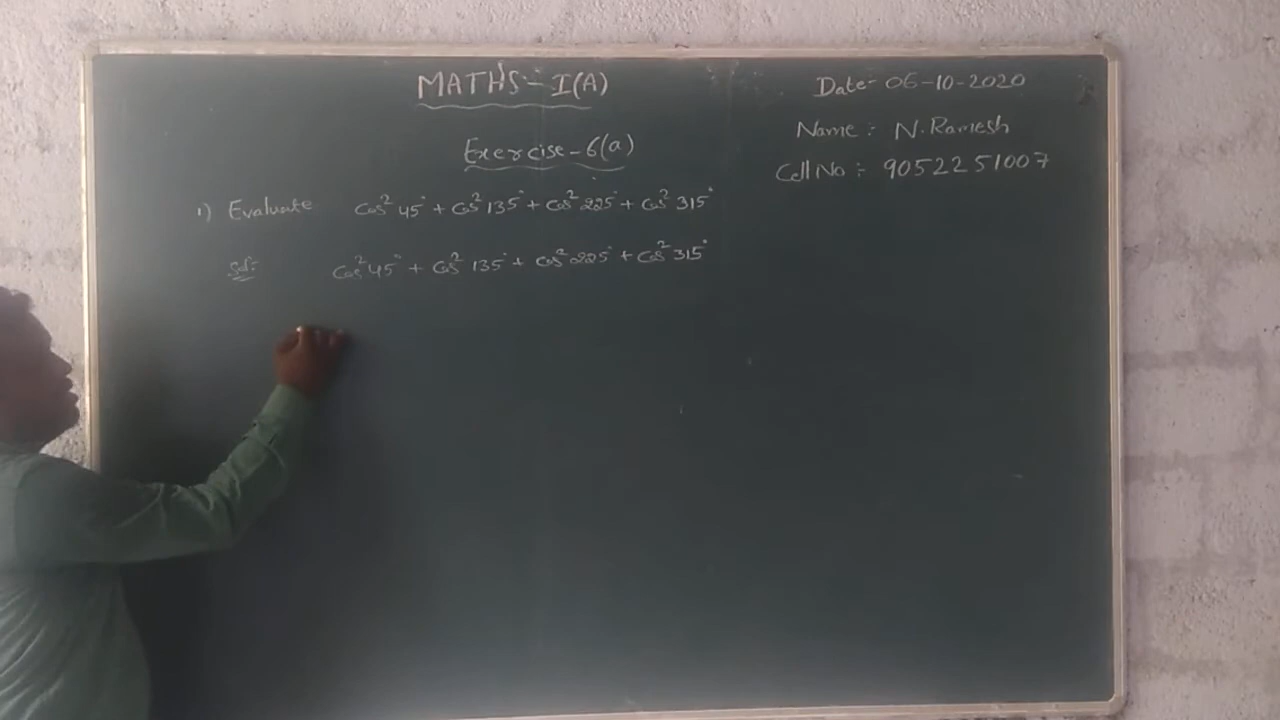 MATHS - I(A)
Exercise - 6(a)
Date:- 06-10-2020
Name :- N. Ramesh
Cell No :- 9052251007
1) Evaluate cos² 45° + cos² 135° + cos² 225° + cos² 315°
Sol:- cos² 45° + cos² 135° + cos² 225° + cos² 315°